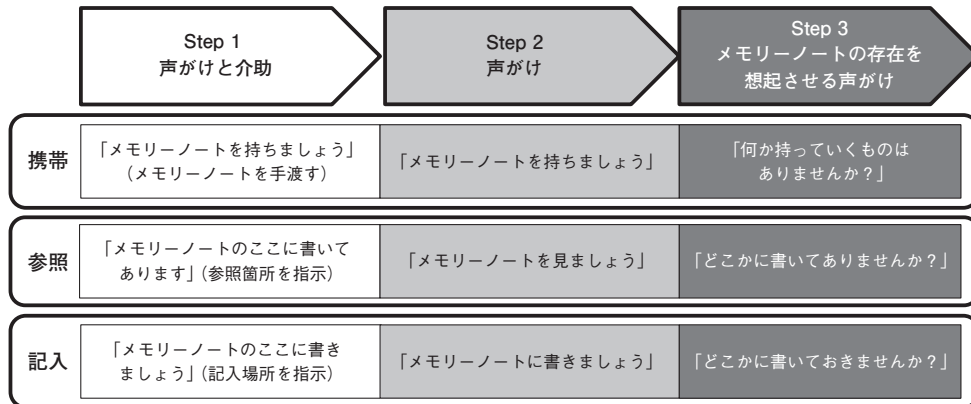 Step 1
声がけと介助
Step 2
声がけ
Step 3
メモリーノートの存在を
想起させる声がけ
携帯
「メモリーノートを持ちましょう」
（メモリーノートを手渡す）
「メモリーノートを持ちましょう」
「何か持っていくものは
ありませんか？」
参照
「メモリーノートのここに書いて
あります」（参照箇所を指示）
「メモリーノートを見ましょう」
「どこかに書いてありませんか？」
記入
「メモリーノートのここに書き
ましょう」（記入場所を指示）
「メモリーノートに書きましょう」
「どこかに書いておきませんか？」